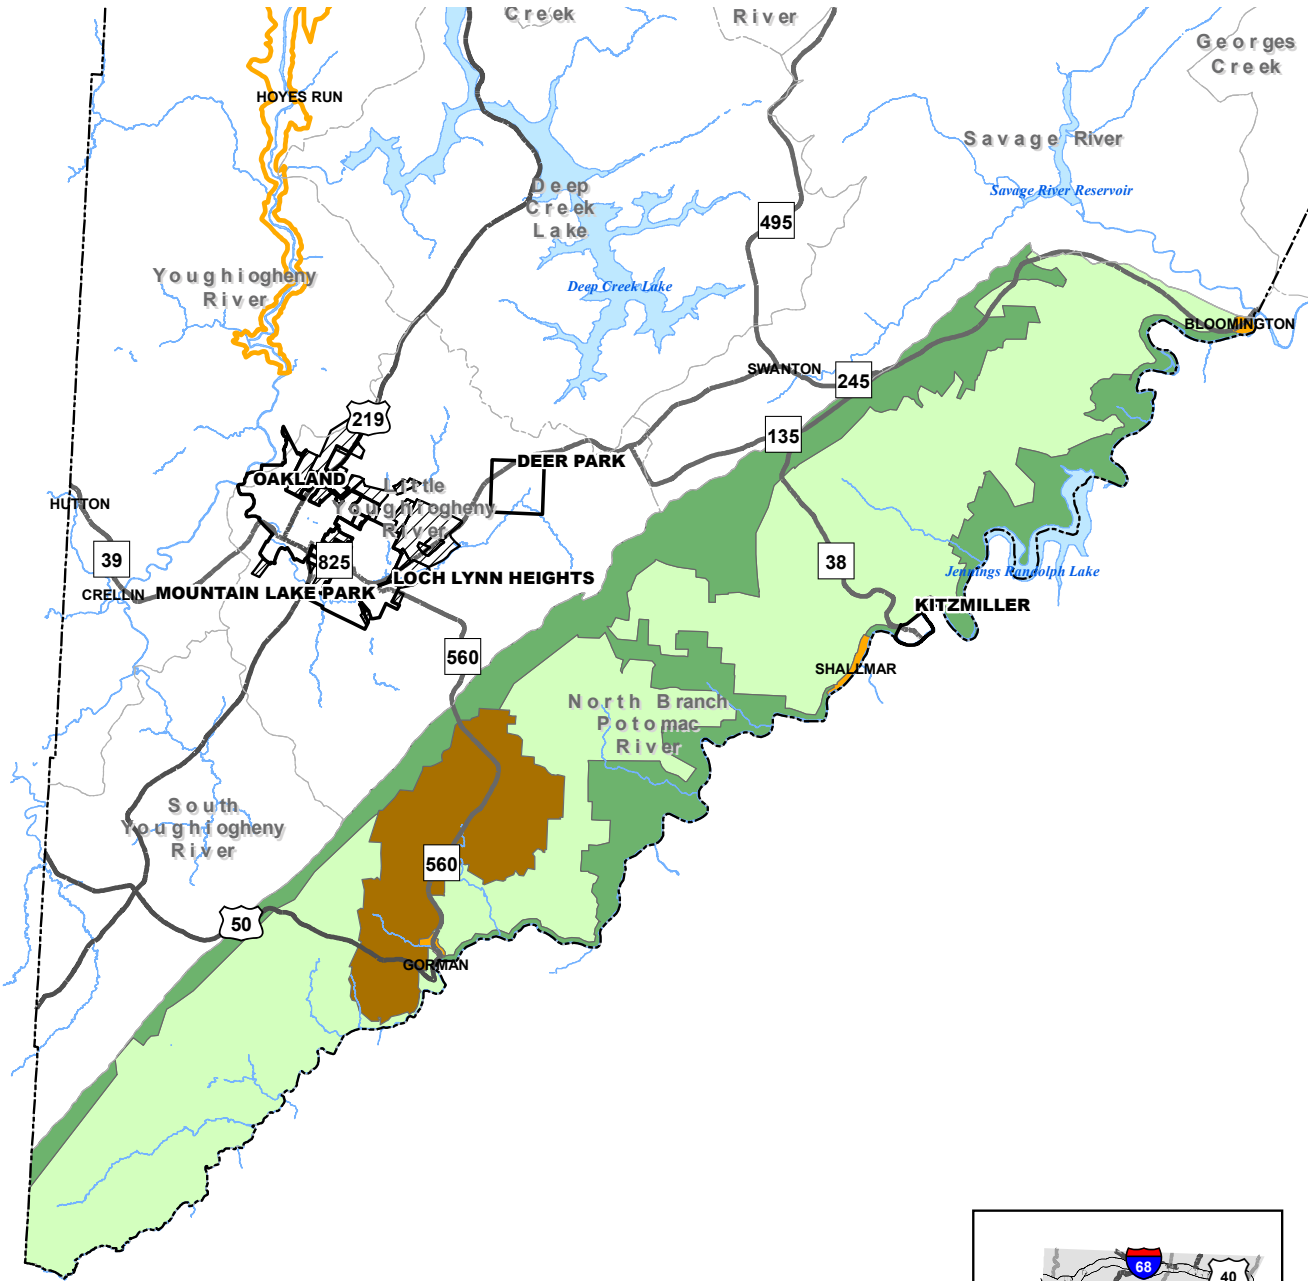 Creek
River
Georges
Creek
HOYES RUN
Savage River
Savage River Reservoir
Deep
Creek
Lake
495
Youghiogheny
River
Deep Creek Lake
BLOOMINGTON
SWANTON
245
219
135
DEER PARK
OAKLAND
Little
Youghiogheny
River
HUTTON
39
825
38
Jennings Randolph Lake
LOCH LYNN HEIGHTS
CRELLIN
MOUNTAIN LAKE PARK
KITZMILLER
560
SHALLMAR
North Branch
Potomac
River
South
Youghiogheny
River
560
50
GORMAN
68
40